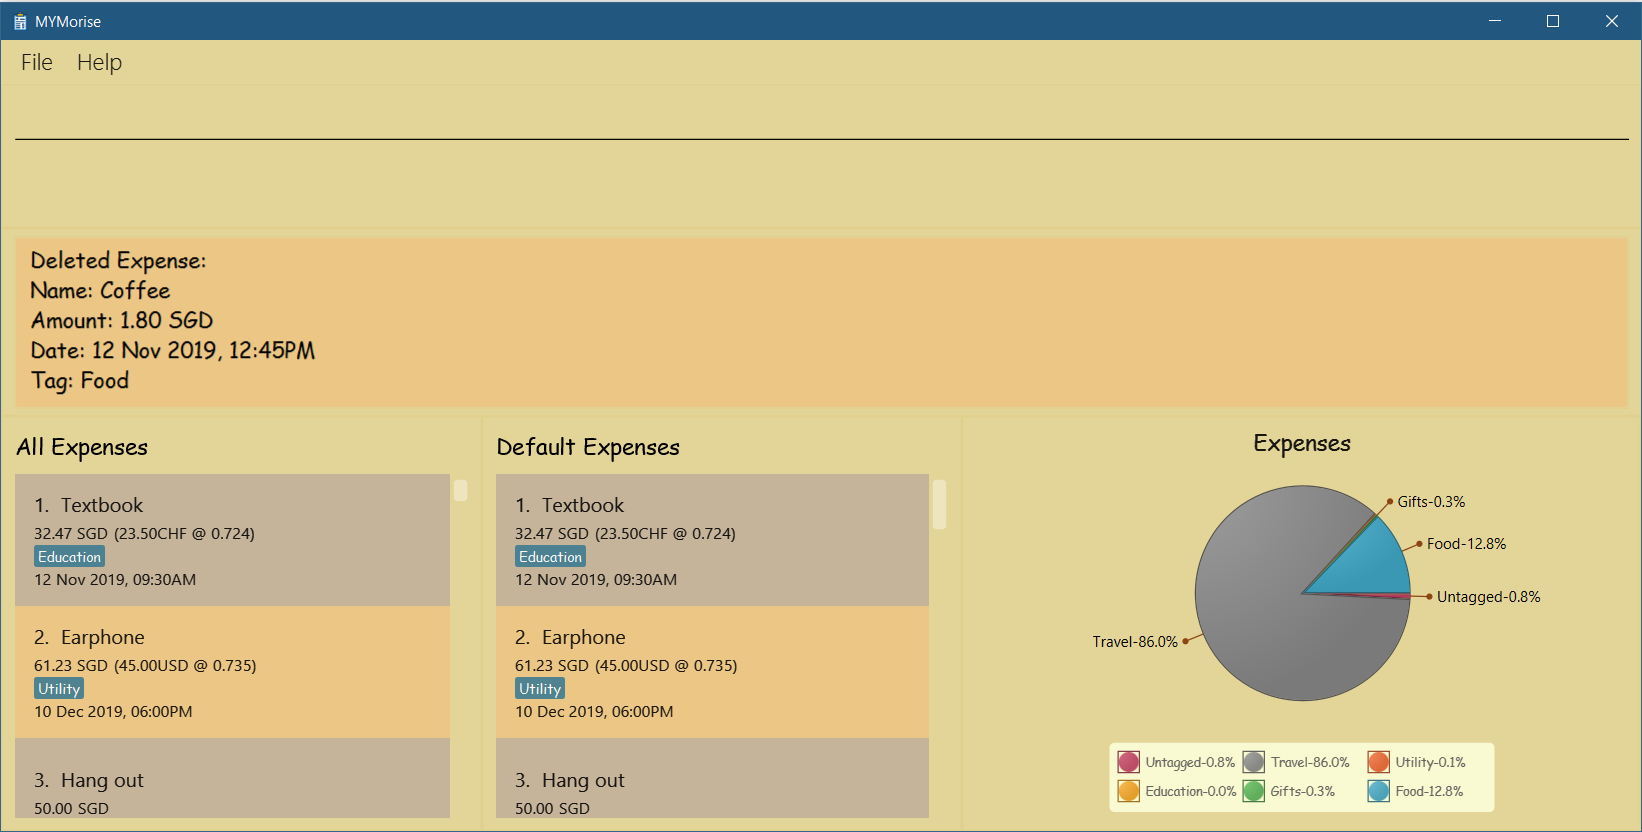 MYMorise
File Help
Deleted Expense:
Name: Coffee
Amount: 1.80 SGD
Date: 12 Nov 2019, 12:45PM
Tag: Food
All Expenses
1. Textbook
32.47 SGD (23.50CHF @ 0.724)
Education
12 Nov 2019, 09:30AM
2. Earphone
61.23 SGD (45.00USD @ 0.735)
Utility
10 Dec 2019, 06:00PM
3. Hang out
50.00 SGD
Default Expenses
1. Textbook
32.47 SGD (23.50CHF @ 0.724)
Education
12 Nov 2019, 09:30AM
2. Earphone
61.23 SGD (45.00USD @ 0.735)
Utility
10 Dec 2019, 06:00PM
3. Hang out
50.00 SGD
Expenses
Gifts-0.3%
Food-12.8%
Untagged-0.8%
Travel-86.0%
Untagged-0.8% Travel-86.0% Utility-0.1%
Education-0.0% Gifts-0.3% Food-12.8%